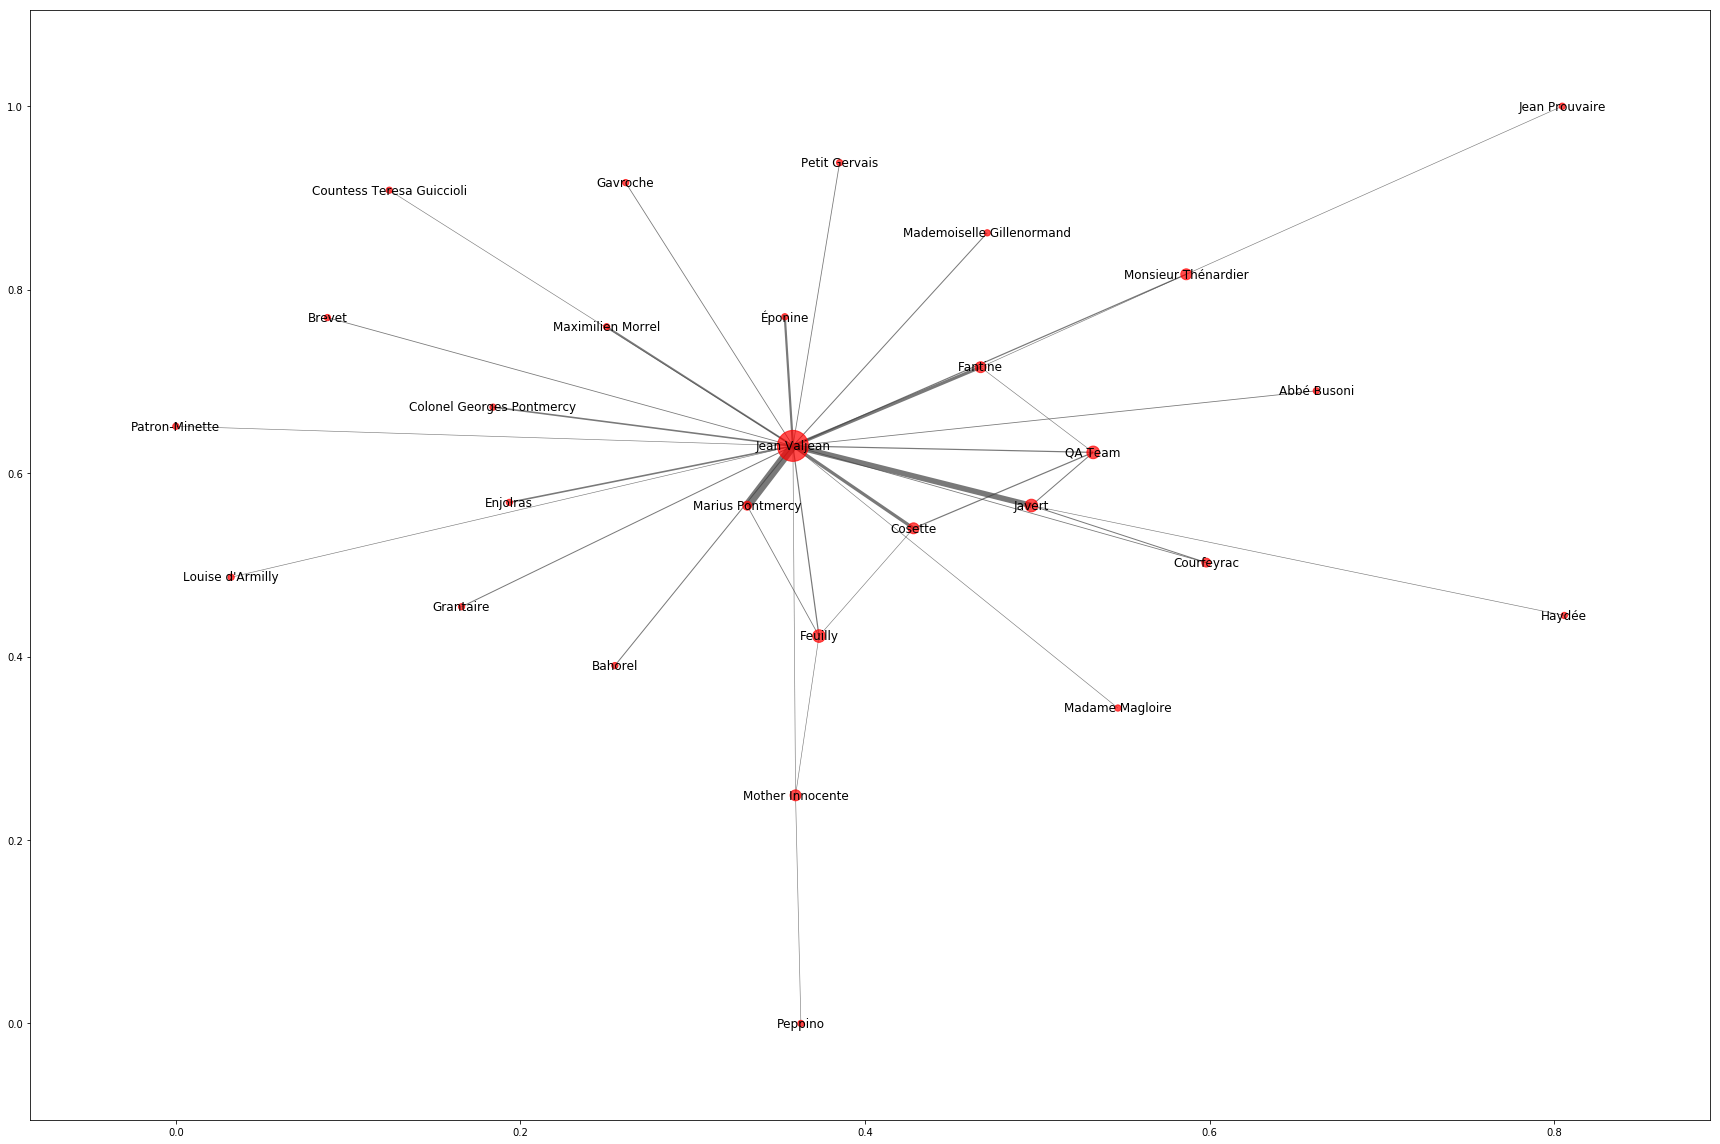 1.0
Jean Prouvaire
Petit Gervais
Gavroche
Countess Teresa Guiccioli
Mademoiselle Gillenormand
Monsieur Thénardier
0.8
Brevet
Éponine
Maximilien Morrel
Fantine
Abbé Busoni
Colonel Georges Pontmercy
Patron-Minette
Jean Valjean
QA Team
0.6
Enjolras
Marius Pontmercy
Javert
Cosette
Courfeyrac
Louise d'Armilly
Grantaire
Haydée
Feuilly
0.4
Bahorel
Madame Magloire
Mother Innocente
0.2
0.0
Peppino
0.0
0.2
0.4
0.6
0.8